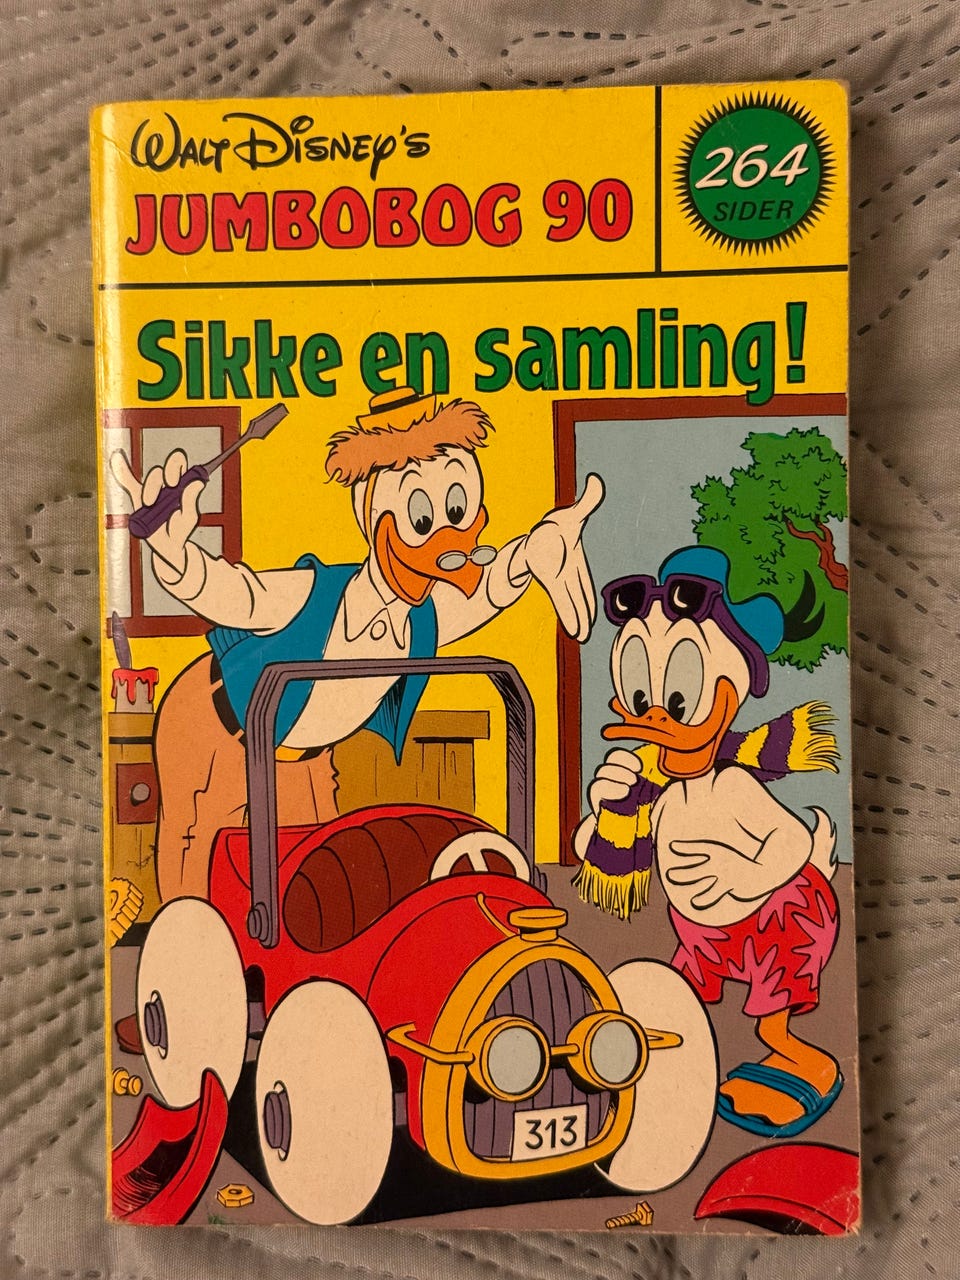 Walt Disney's
JUMBOBOG 90
264
SIDER
Sikke en samling!
313